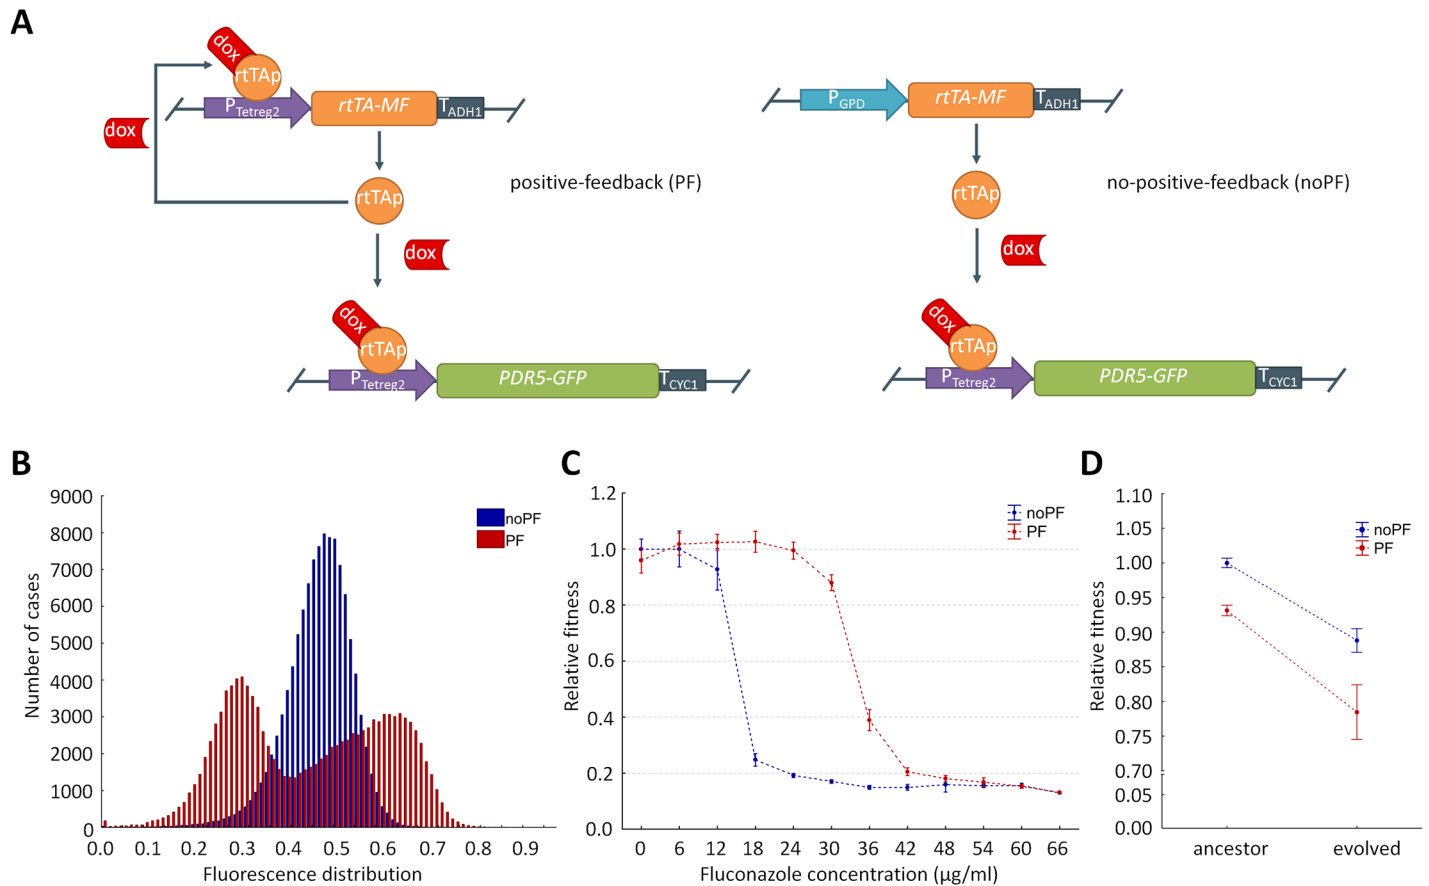 A
dox
rtTAp
PTetreg2
rtTA-MF
TADH1
dox
rtTAp
positive-feedback (PF)
dox
dox
rtTAp
PTetreg2
PDR5-GFP
TCYC1
PGPD
rtTA-MF
TADH1
rtTAp
no-positive-feedback (noPF)
dox
dox
rtTAp
PTetreg2
PDR5-GFP
TCYC1
B
Number of cases
9000
8000
7000
6000
5000
4000
3000
2000
1000
0
noPF
PF
0.0 0.1 0.2 0.3 0.4 0.5 0.6 0.7 0.8 0.9
Fluorescence distribution
C
Relative fitness
1.2
1.0
0.8
0.6
0.4
0.2
0.0
noPF
PF
0 6 12 18 24 30 36 42 48 54 60 66
Fluconazole concentration (µg/ml)
D
Relative fitness
1.10
1.05
1.00
0.95
0.90
0.85
0.80
0.75
0.70
0.05
0.00
noPF
PF
ancestor evolved